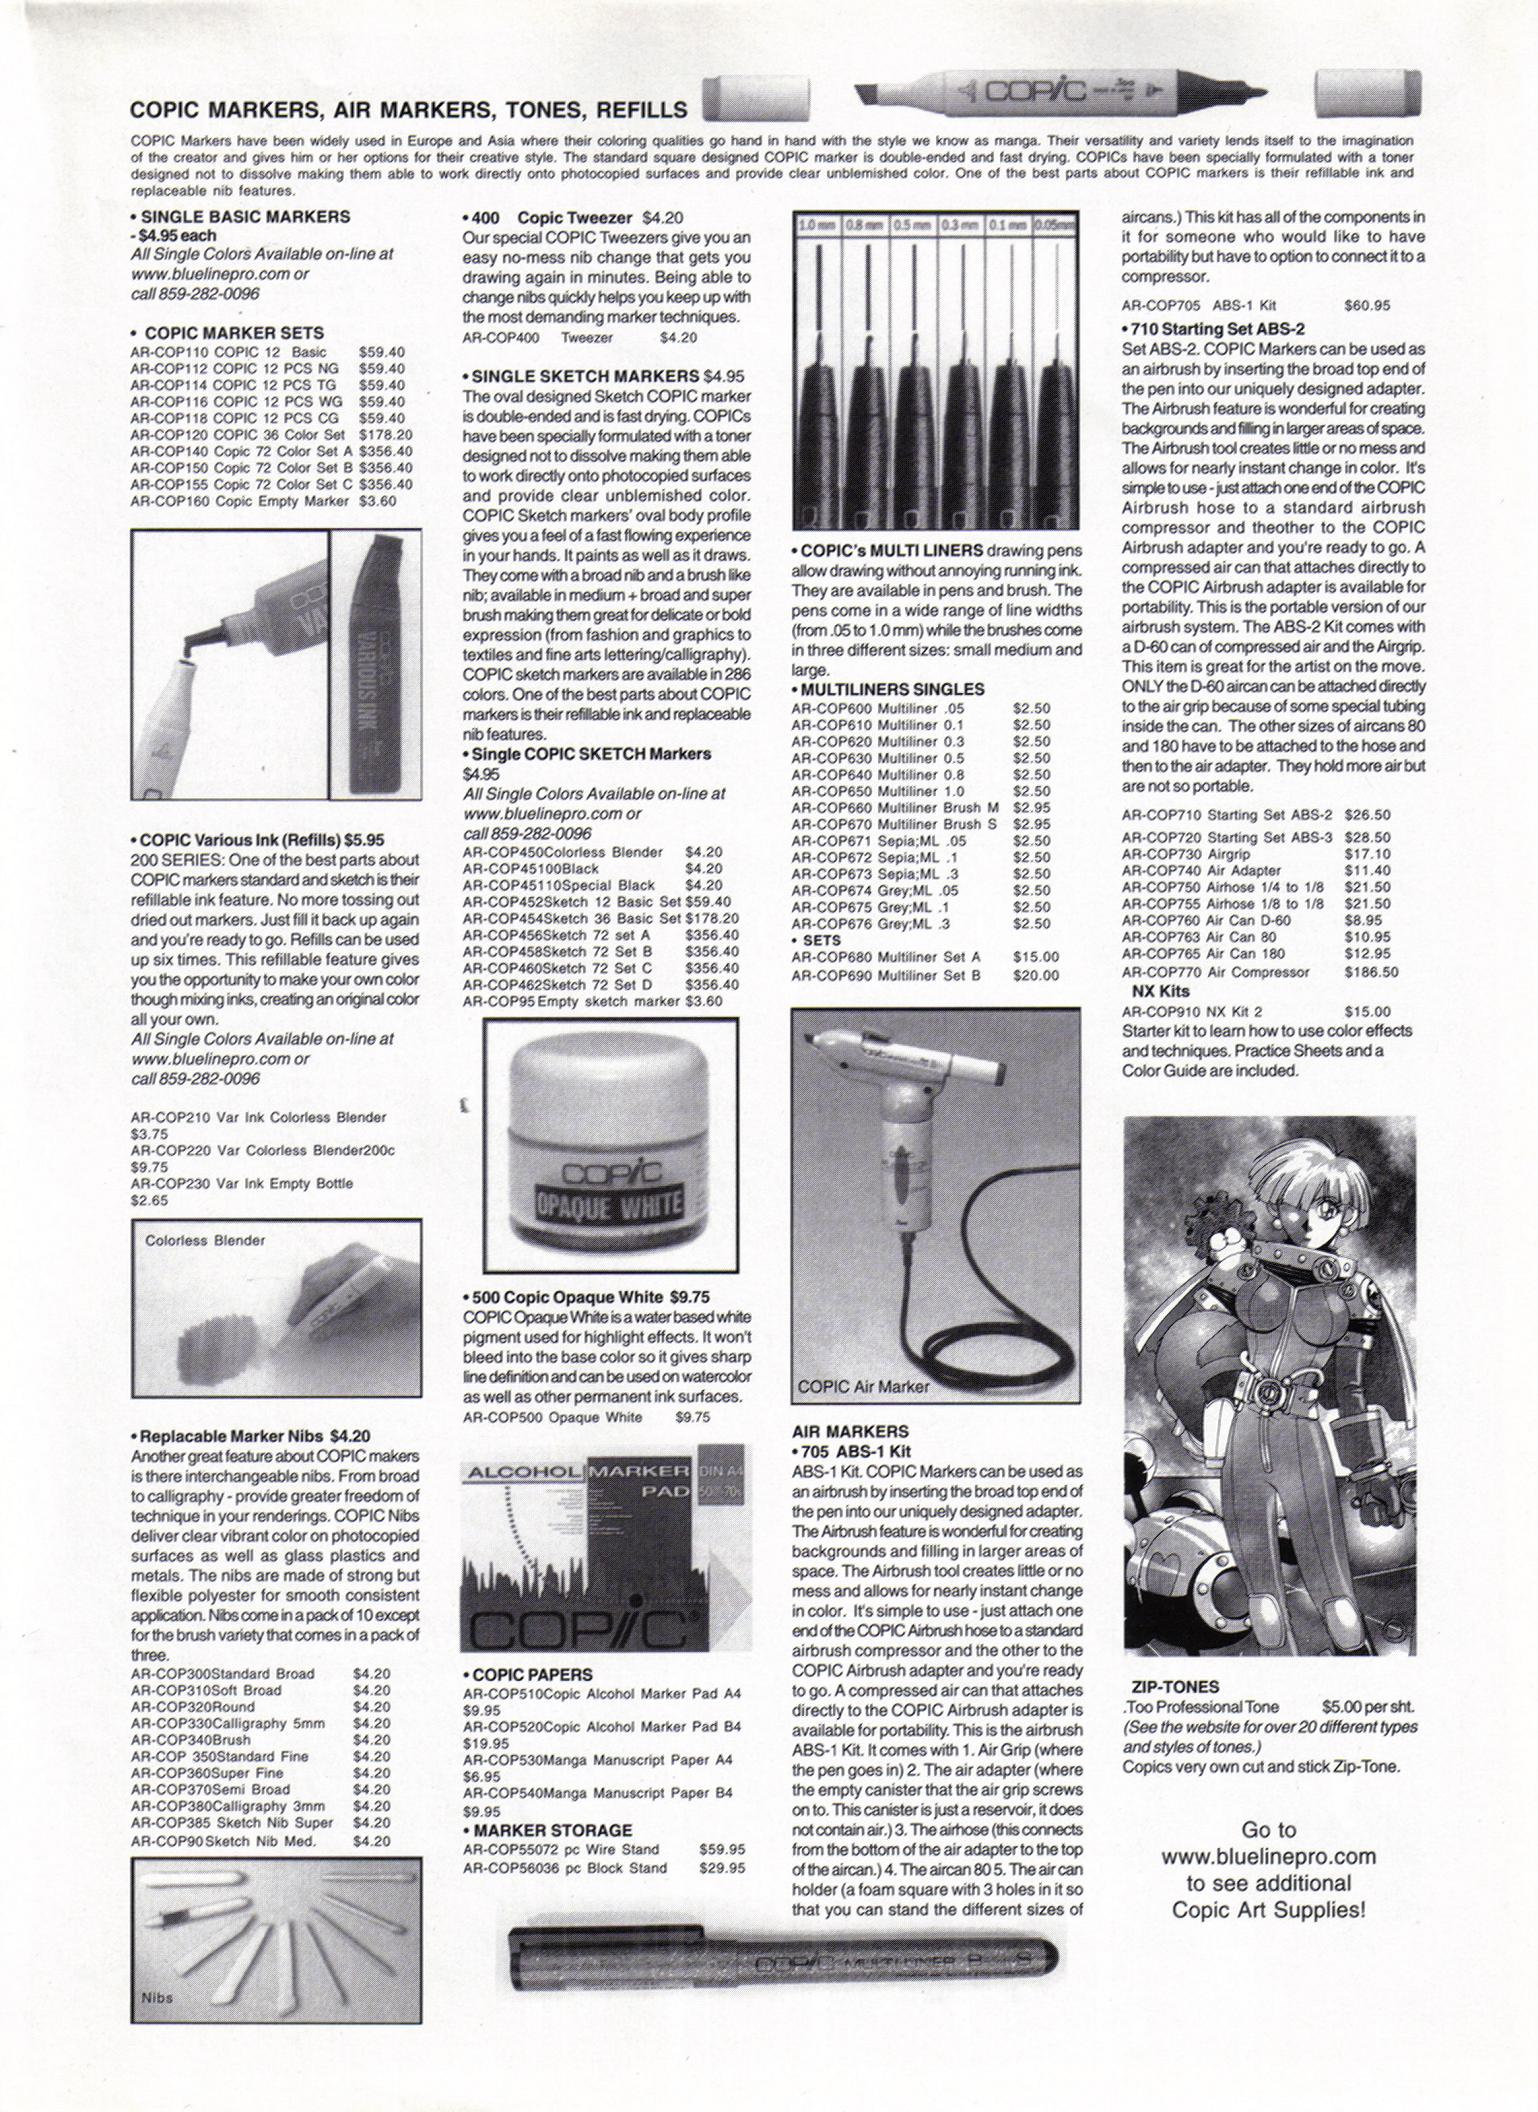 COPIC MARKERS, AIR MARKERS, TONES, REFILLS
COPIC
COPIC Markers have been widely used in Europe and Asia where their coloring qualities go hand in hand with the style we know as manga. Their versatility and variety lends itself to the imagination
of the creator and gives him or her options for their creative style. The standard square designed COPIC marker is double-ended and fast drying. COPICs have been specially formulated with a toner
designed not to dissolve making them able to work directly onto photocopied surfaces and provide clear unblemished color. One of the best parts about COPIC markers is their refillable ink and
replaceable nib features.
• SINGLE BASIC MARKERS
- $4.95 each
All Single Colors Available on-line at
www.bluelinepro.com or
call 859-282-0096
• COPIC MARKER SETS
AR-COP110 COPIC 12 Basic $59.40
AR-COP112 COPIC 12 PCS NG $59.40
AR-COP114 COPIC 12 PCS TG $59.40
AR-COP116 COPIC 12 PCS WG $59.40
AR-COP118 COPIC 12 PCS CG $59.40
AR-COP120 COPIC 36 Color Set $178.20
AR-COP140 Copic 72 Color Set A $356.40
AR-COP150 Copic 72 Color Set B $356.40
AR-COP155 Copic 72 Color Set C $356.40
AR-COP160 Copic Empty Marker $3.60
VARIOUS INK
• COPIC Various Ink (Refills) $5.95
200 SERIES: One of the best parts about
COPIC markers standard and sketch is their
refillable ink feature. No more tossing out
dried out markers. Just fill it back up again
and you're ready to go. Refills can be used
up six times. This refillable feature gives
you the opportunity to make your own color
though mixing inks, creating an original color
all your own.
All Single Colors Available on-line at
www.bluelinepro.com or
call 859-282-0096
AR-COP210 Var Ink Colorless Blender
$3.75
AR-COP220 Var Colorless Blender200c
$9.75
AR-COP230 Var Ink Empty Bottle
$2.65
Colorless Blender
• Replacable Marker Nibs $4.20
Another great feature about COPIC makers
is there interchangeable nibs. From broad
to calligraphy - provide greater freedom of
technique in your renderings. COPIC Nibs
deliver clear vibrant color on photocopied
surfaces as well as glass plastics and
metals. The nibs are made of strong but
flexible polyester for smooth consistent
application. Nibs come in a pack of 10 except
for the brush variety that comes in a pack of
three.
AR-COP300Standard Broad $4.20
AR-COP310Soft Broad $4.20
AR-COP320Round $4.20
AR-COP330Calligraphy 5mm $4.20
AR-COP340Brush $4.20
AR-COP 350Standard Fine $4.20
AR-COP360Super Fine $4.20
AR-COP370Semi Broad $4.20
AR-COP380Calligraphy 3mm $4.20
AR-COP385 Sketch Nib Super $4.20
AR-COP90 Sketch Nib Med. $4.20
Nibs
• 400 Copic Tweezer $4.20
Our special COPIC Tweezers give you an
easy no-mess nib change that gets you
drawing again in minutes. Being able to
change nibs quickly helps you keep up with
the most demanding marker techniques.
AR-COP400 Tweezer $4.20
• SINGLE SKETCH MARKERS $4.95
The oval designed Sketch COPIC marker
is double-ended and is fast drying. COPICs
have been specially formulated with a toner
designed not to dissolve making them able
to work directly onto photocopied surfaces
and provide clear unblemished color.
COPIC Sketch markers' oval body profile
gives you a feel of a fast flowing experience
in your hands. It paints as well as it draws.
They come with a broad nib and a brush like
nib; available in medium + broad and super
brush making them great for delicate or bold
expression (from fashion and graphics to
textiles and fine arts lettering/calligraphy).
COPIC sketch markers are available in 286
colors. One of the best parts about COPIC
markers is their refillable ink and replaceable
nib features.
• Single COPIC SKETCH Markers
$4.95
All Single Colors Available on-line at
www.bluelinepro.com or
call 859-282-0096
AR-COP450Colorless Blender $4.20
AR-COP45100Black $4.20
AR-COP45110Special Black $4.20
AR-COP452Sketch 12 Basic Set $59.40
AR-COP454Sketch 36 Basic Set $178.20
AR-COP456Sketch 72 set A $356.40
AR-COP458Sketch 72 Set B $356.40
AR-COP460Sketch 72 Set C $356.40
AR-COP462Sketch 72 Set D $356.40
AR-COP95 Empty sketch marker $3.60
COPIC
OPAQUE WHITE
• 500 Copic Opaque White $9.75
COPIC Opaque White is a water based white
pigment used for highlight effects. It won't
bleed into the base color so it gives sharp
line definition and can be used on watercolor
as well as other permanent ink surfaces.
AR-COP500 Opaque White $9.75
ALCOHOL MARKER
PAD
DIN A4
COPIC
• COPIC PAPERS
AR-COP510Copic Alcohol Marker Pad A4
$9.95
AR-COP520Copic Alcohol Marker Pad B4
$19.95
AR-COP530Manga Manuscript Paper A4
$6.95
AR-COP540Manga Manuscript Paper B4
$9.95
• MARKER STORAGE
AR-COP55072 pc Wire Stand $59.95
AR-COP56036 pc Block Stand $29.95
COPIC MULTI LINER B S
1.0 mm 0.8 mm 0.5 mm 0.3 mm 0.1 mm 0.05mm
• COPIC's MULTI LINERS drawing pens
allow drawing without annoying running ink.
They are available in pens and brush. The
pens come in a wide range of line widths
(from .05 to 1.0 mm) while the brushes come
in three different sizes: small medium and
large.
• MULTILINERS SINGLES
AR-COP600 Multiliner .05 $2.50
AR-COP610 Multiliner 0.1 $2.50
AR-COP620 Multiliner 0.3 $2.50
AR-COP630 Multiliner 0.5 $2.50
AR-COP640 Multiliner 0.8 $2.50
AR-COP650 Multiliner 1.0 $2.50
AR-COP660 Multiliner Brush M $2.95
AR-COP670 Multiliner Brush S $2.95
AR-COP671 Sepia;ML .05 $2.50
AR-COP672 Sepia;ML .1 $2.50
AR-COP673 Sepia;ML .3 $2.50
AR-COP674 Grey;ML .05 $2.50
AR-COP675 Grey;ML .1 $2.50
AR-COP676 Grey;ML .3 $2.50
• SETS
AR-COP680 Multiliner Set A $15.00
AR-COP690 Multiliner Set B $20.00
COPIC Air Marker
AIR MARKERS
• 705 ABS-1 Kit
ABS-1 Kit. COPIC Markers can be used as
an airbrush by inserting the broad top end of
the pen into our uniquely designed adapter.
The Airbrush feature is wonderful for creating
backgrounds and filling in larger areas of
space. The Airbrush tool creates little or no
mess and allows for nearly instant change
in color. It's simple to use - just attach one
end of the COPIC Airbrush hose to a standard
airbrush compressor and the other to the
COPIC Airbrush adapter and you're ready
to go. A compressed air can that attaches
directly to the COPIC Airbrush adapter is
available for portability. This is the airbrush
ABS-1 Kit. It comes with 1. Air Grip (where
the pen goes in) 2. The air adapter (where
the empty canister that the air grip screws
on to. This canister is just a reservoir, it does
not contain air.) 3. The airhose (this connects
from the bottom of the air adapter to the top
of the aircan.) 4. The aircan 80 5. The air can
holder (a foam square with 3 holes in it so
that you can stand the different sizes of
aircans.) This kit has all of the components in
it for someone who would like to have
portability but have to option to connect it to a
compressor.
AR-COP705 ABS-1 Kit $60.95
• 710 Starting Set ABS-2
Set ABS-2. COPIC Markers can be used as
an airbrush by inserting the broad top end of
the pen into our uniquely designed adapter.
The Airbrush feature is wonderful for creating
backgrounds and filling in larger areas of space.
The Airbrush tool creates little or no mess and
allows for nearly instant change in color. It's
simple to use - just attach one end of the COPIC
Airbrush hose to a standard airbrush
compressor and theother to the COPIC
Airbrush adapter and you're ready to go. A
compressed air can that attaches directly to
the COPIC Airbrush adapter is available for
portability. This is the portable version of our
airbrush system. The ABS-2 Kit comes with
a D-60 can of compressed air and the Airgrip.
This item is great for the artist on the move.
ONLY the D-60 aircan can be attached directly
to the air grip because of some special tubing
inside the can. The other sizes of aircans 80
and 180 have to be attached to the hose and
then to the air adapter. They hold more air but
are not so portable.
AR-COP710 Starting Set ABS-2 $26.50
AR-COP720 Starting Set ABS-3 $28.50
AR-COP730 Airgrip $17.10
AR-COP740 Air Adapter $11.40
AR-COP750 Airhose 1/4 to 1/8 $21.50
AR-COP755 Airhose 1/8 to 1/8 $21.50
AR-COP760 Air Can D-60 $8.95
AR-COP763 Air Can 80 $10.95
AR-COP765 Air Can 180 $12.95
AR-COP770 Air Compressor $186.50
NX Kits
AR-COP910 NX Kit 2 $15.00
Starter kit to learn how to use color effects
and techniques. Practice Sheets and a
Color Guide are included.
ZIP-TONES
.Too Professional Tone $5.00 per sht.
(See the website for over 20 different types
and styles of tones.)
Copics very own cut and stick Zip-Tone.
Go to
www.bluelinepro.com
to see additional
Copic Art Supplies!